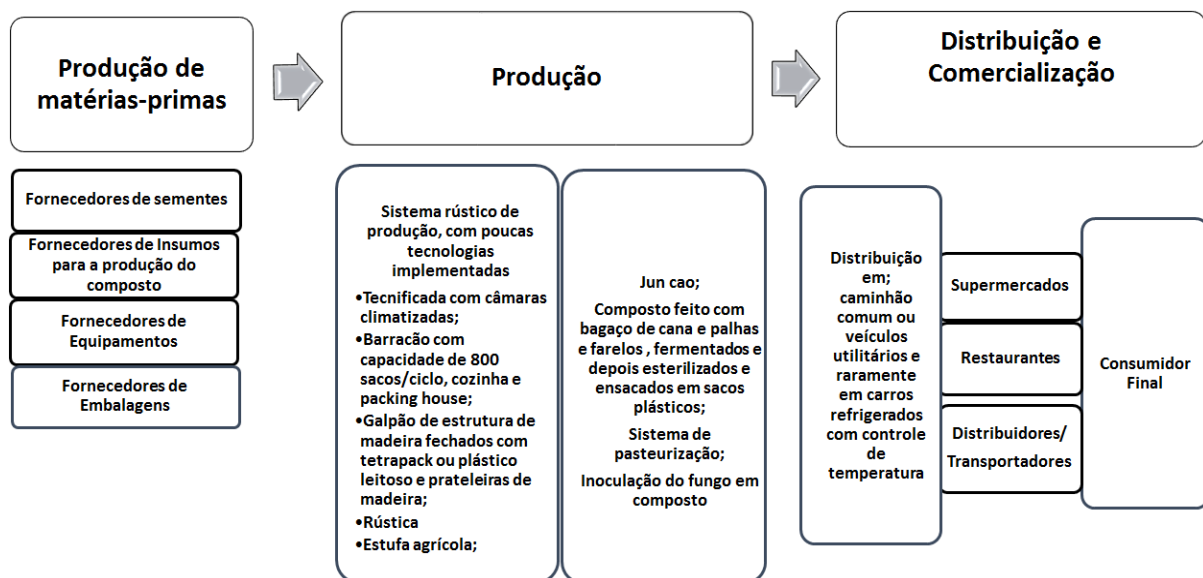 Produção de
matérias-primas
Produção
Distribuição e
Comercialização
Fornecedores de sementes
Fornecedores de Insumos
para a produção do
composto
Fornecedores de
Equipamentos
Fornecedores de
Embalagens
Sistema rústico de
produção, com poucas
tecnologias
implementadas
•Tecnificada com câmaras
climatizadas;
•Barracão com
capacidade de 800
sacos/ciclo, cozinha e
packing house;
•Galpão de estrutura de
madeira fechados com
tetrapack ou plástico
leitoso e prateleiras de
madeira;
•Rústica
•Estufa agrícola;
Jun cao;
Composto feito com
bagaço de cana e palhas
e farelos , fermentados e
depois esterilizados e
ensacados em sacos
plásticos;
Sistema de
pasteurização;
Inoculação do fungo em
composto
Distribuição
em;
caminhão
comum ou
veículos
utilitários e
raramente
em carros
refrigerados
com controle
de
temperatura
Supermercados
Restaurantes
Distribuidores/
Transportadores
Consumidor
Final